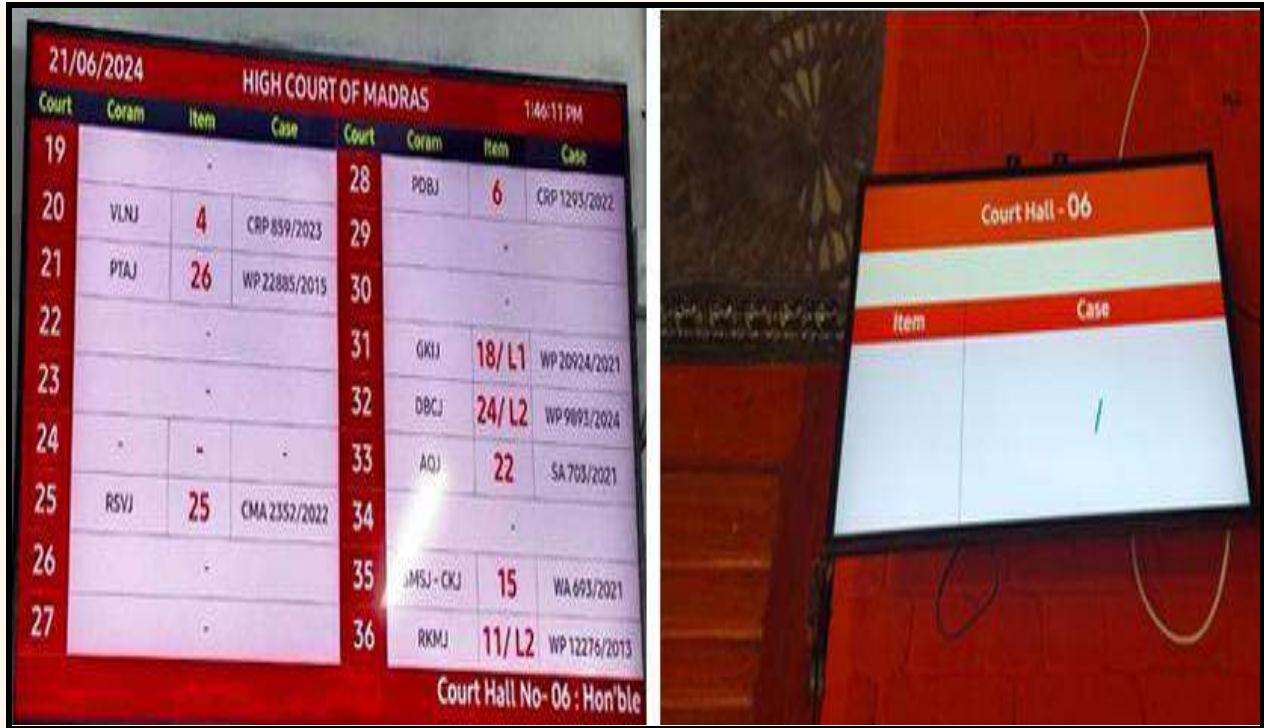 21/06/2024 HIGH COURT OF MADRAS 1:46:11 PM
Court Coram Item Case Court Coram Item Case
19 -
20 VLNJ 4 CRP 859/2023
21 PTAJ 26 WP 22885/2015
22 -
23 -
24 - - -
25 RSVJ 25 CMA 2352/2022
26 -
27 -
28 PDBJ 6 CRP 1293/2022
29 -
30 -
31 GKIJ 18/ L1 WP 20924/2021
32 DBCJ 24/ L2 WP 9893/2024
33 AQJ 22 SA 703/2021
34 -
35 - CKJ 15 WA 693/2021
36 RKMJ 11/ L2 WP 12276/2013
Court Hall No- 06 : Hon'ble
Court Hall - 06
Item Case
/